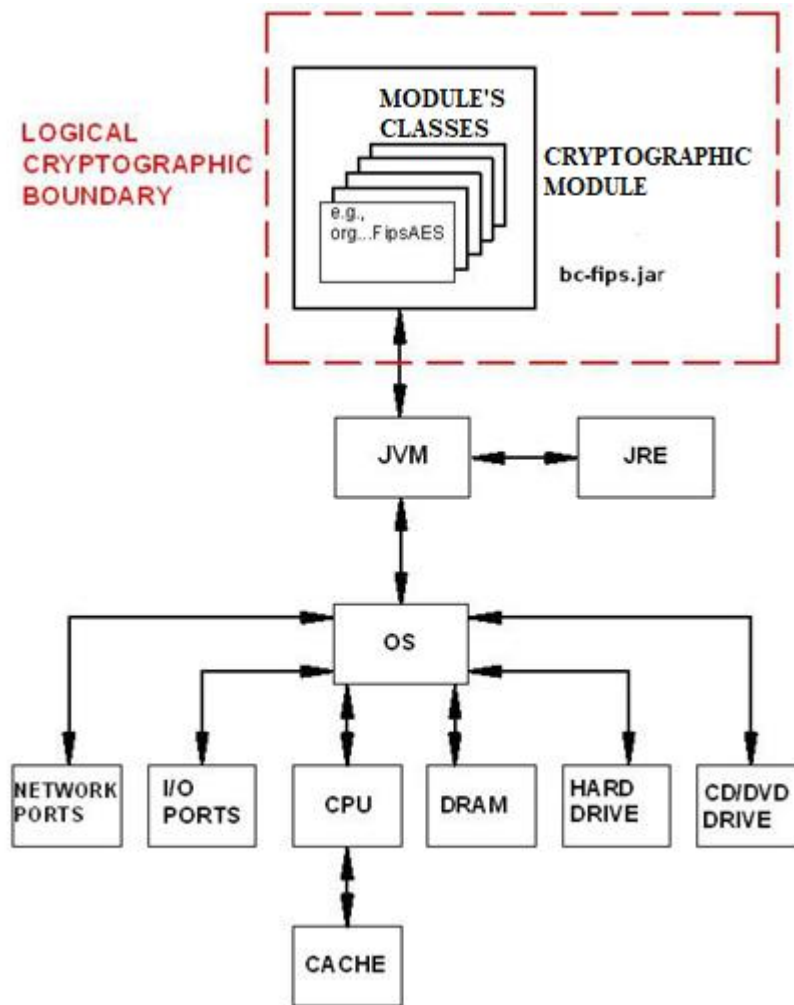 MODULE'S
CLASSES
LOGICAL
CRYPTOGRAPHIC
BOUNDARY
CRYPTOGRAPHIC
MODULE
e.g.,
org...FipsAES
bc-fips.jar
JVM
JRE
OS
NETWORK
PORTS
I/O
PORTS
CPU
DRAM
HARD
DRIVE
CD/DVD
DRIVE
CACHE